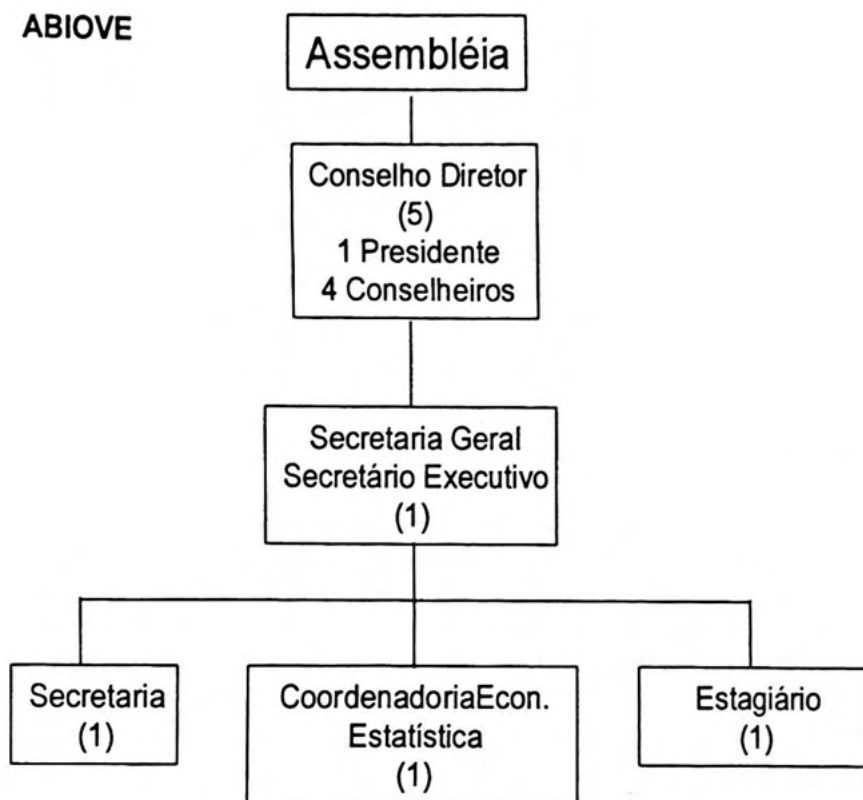 ABIOVE
Assembléia
Conselho Diretor
(5)
1 Presidente
4 Conselheiros
Secretaria Geral
Secretário Executivo
(1)
Secretaria
(1)
CoordenadoriaEcon.
Estatística
(1)
Estagiário
(1)